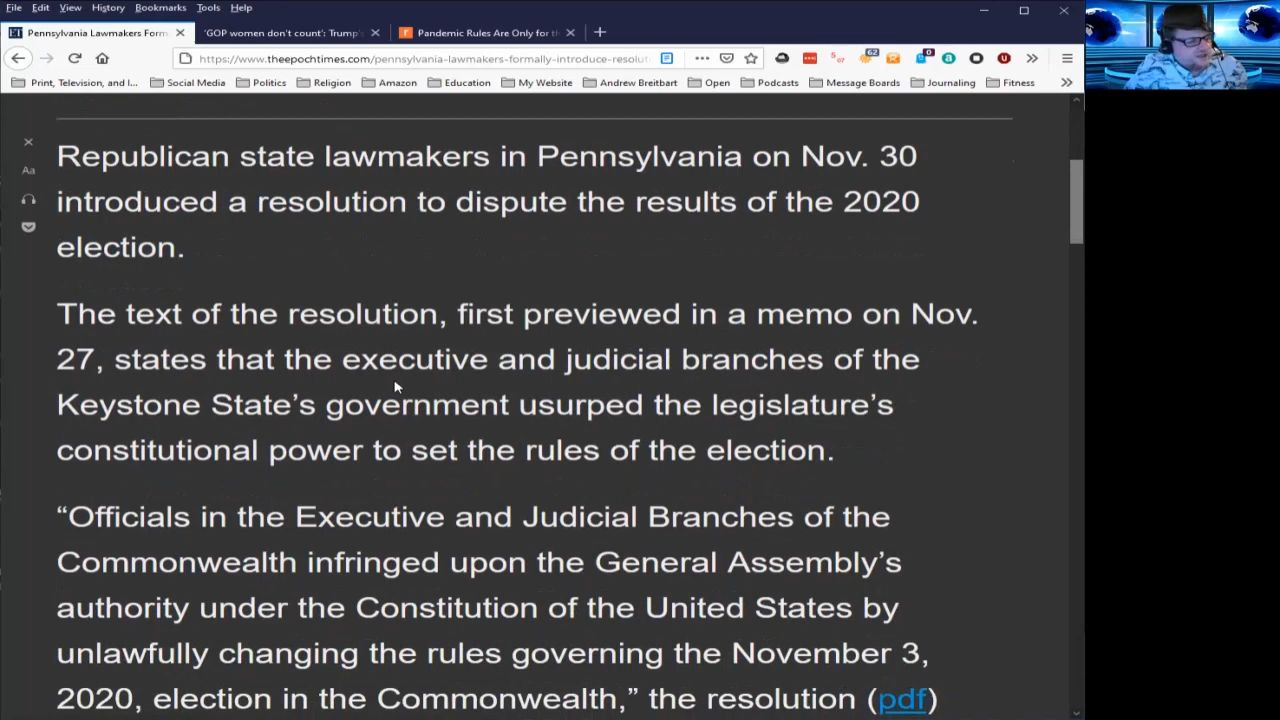 File Edit View History Bookmarks Tools Help
Pennsylvania Lawmakers Form 'GOP women don't count': Trump's Pandemic Rules Are Only for th
https://www.theepochtimes.com/pennsylvania-lawmakers-formally-introduce-resolut
Print, Television, and I... Social Media Politics Religion Amazon Education My Website Andrew Breitbart Open Podcasts Message Boards Journaling Fitness
Republican state lawmakers in Pennsylvania on Nov. 30
introduced a resolution to dispute the results of the 2020
election.
Aa
The text of the resolution, first previewed in a memo on Nov.
27, states that the executive and judicial branches of the
Keystone State’s government usurped the legislature’s
constitutional power to set the rules of the election.
“Officials in the Executive and Judicial Branches of the
Commonwealth infringed upon the General Assembly’s
authority under the Constitution of the United States by
unlawfully changing the rules governing the November 3,
2020, election in the Commonwealth,” the resolution (pdf)